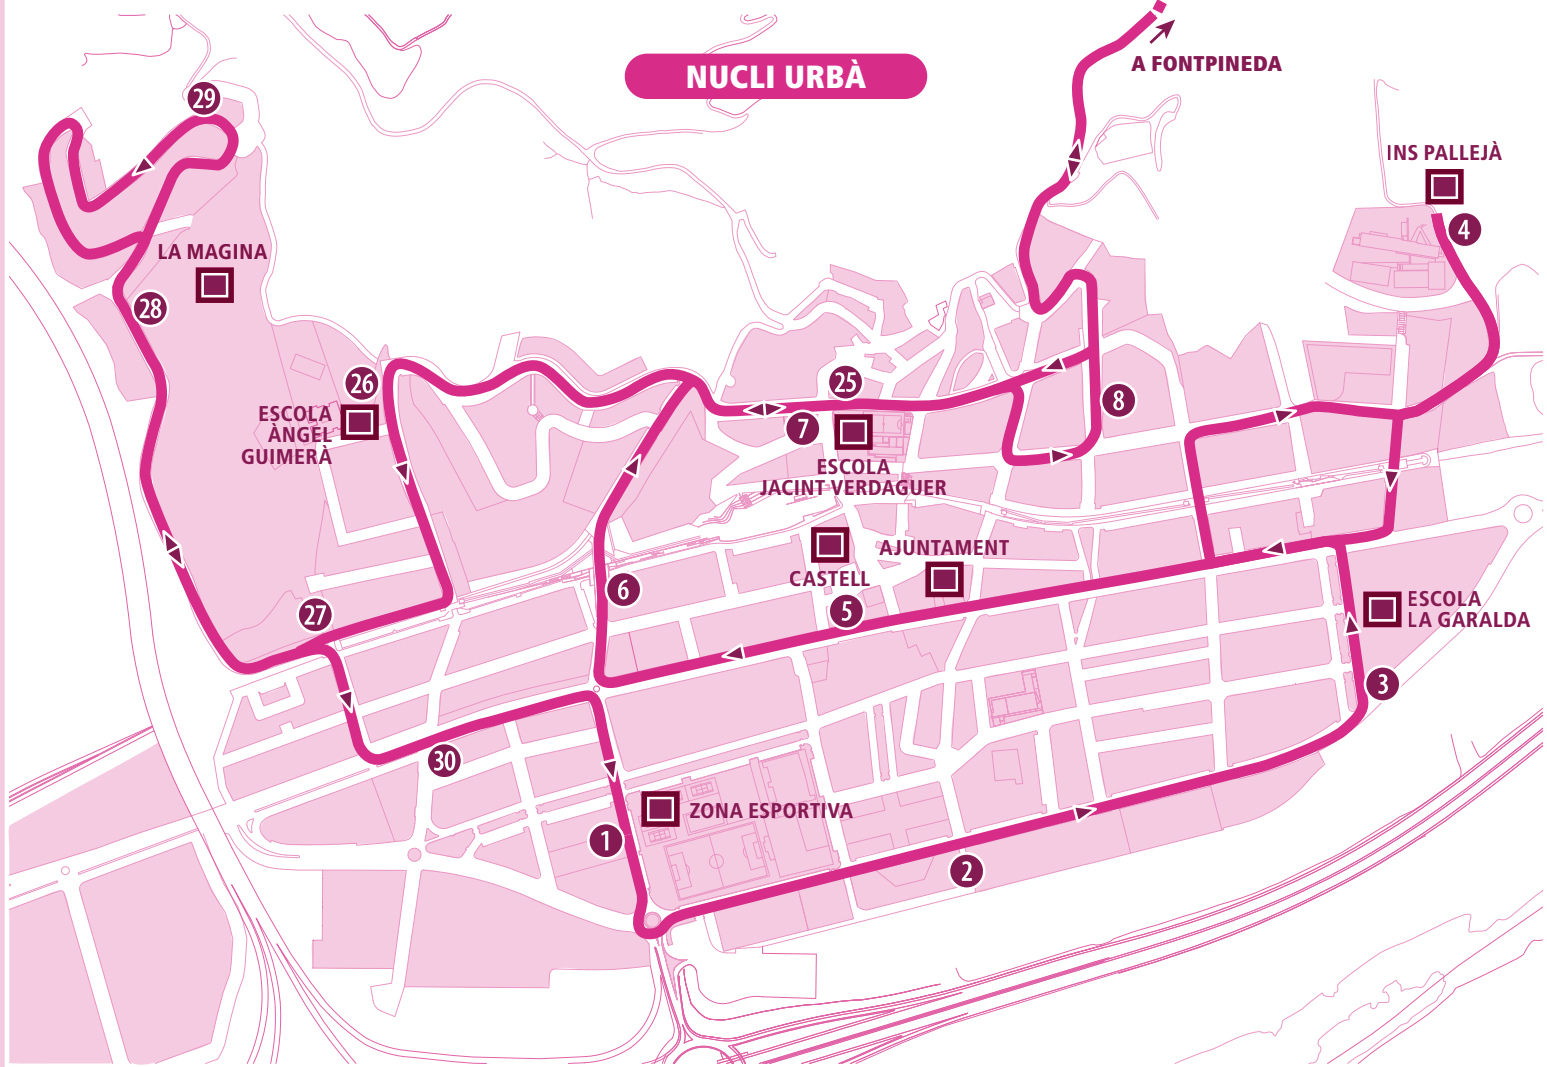 NUCLI URBÀ
A FONTPINEDA
29
INS PALLEJÀ
4
LA MAGINA
28
26
25
8
ESCOLA
ÀNGEL
GUIMERÀ
7
ESCOLA
JACINT VERDAGUER
AJUNTAMENT
CASTELL
6
5
27
ESCOLA
LA GARALDA
3
30
ZONA ESPORTIVA
1
2